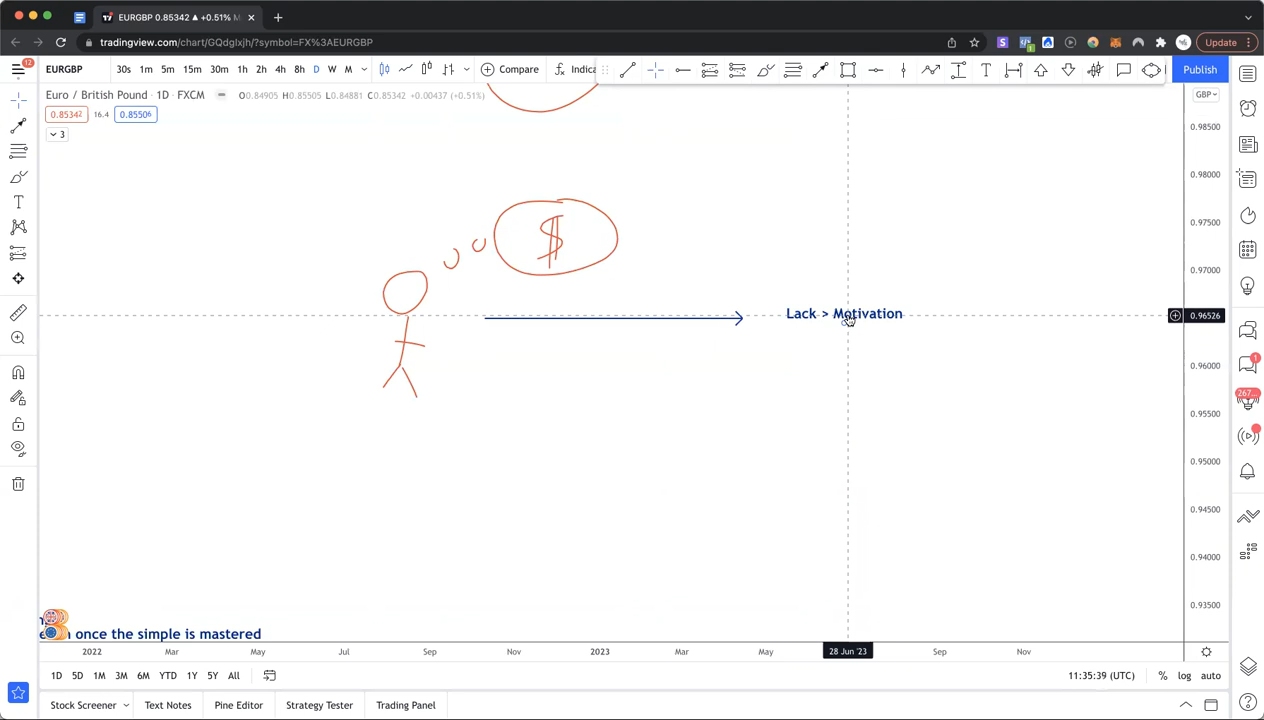 EURGBP 0.85342 ▲ +0.51%
tradingview.com/chart/GQdgIxjh/?symbol=FX%3AEURGBP
Update
12
EURGBP
30s 1m 5m 15m 30m 1h 2h 4h 8h D W M
Compare
Indica
Publish
Euro / British Pound · 1D · FXCM
O0.84905 H0.85505 L0.84881 C0.85342 +0.00437 (+0.51%)
GBP
0.85342 16.4 0.85506
3
0.98500
0.98000
0.97500
$
0.97000
Lack > Motivation
0.96526
0.96000
1
0.95500
267...
0.95000
0.94500
0.94000
0.93500
once the simple is mastered
2022 Mar May Jul Sep Nov 2023 Mar May 28 Jun '23 Sep Nov
1D 5D 1M 3M 6M YTD 1Y 5Y All
11:35:39 (UTC) % log auto
Stock Screener Text Notes Pine Editor Strategy Tester Trading Panel